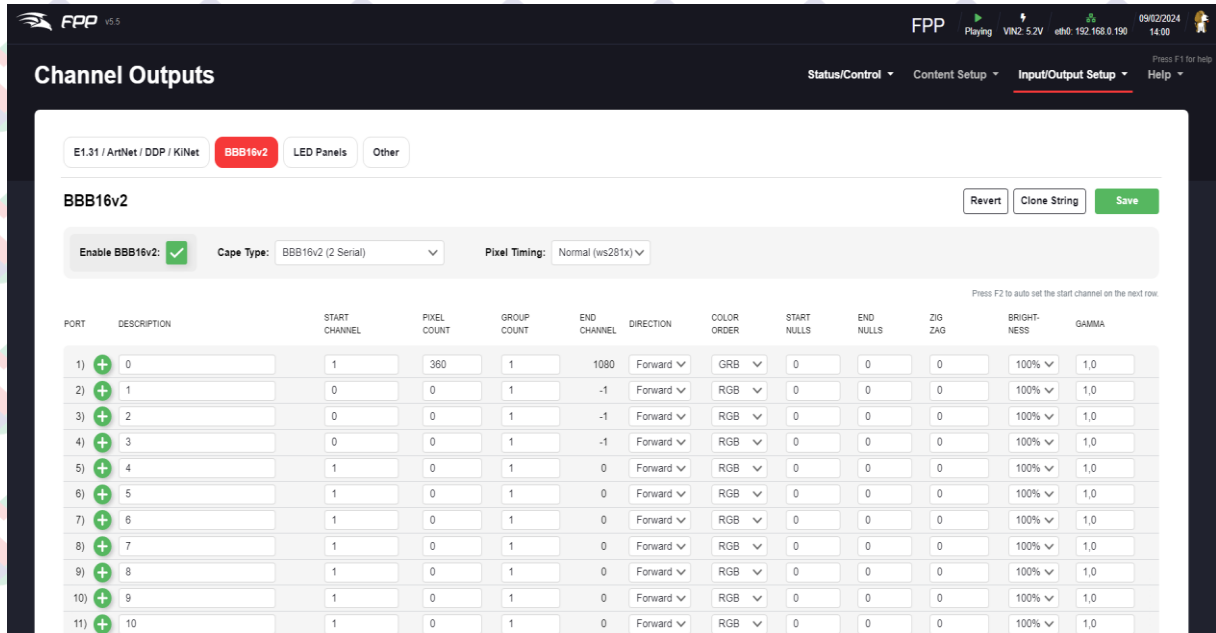 FPP v5.5 FPP Playing VIN2: 5.2V eth0: 192.168.0.190 09/02/2024 14:00
Press F1 for help
Channel Outputs Status/Control Content Setup Input/Output Setup Help
E1.31 / ArtNet / DDP / KiNet BBB16v2 LED Panels Other
BBB16v2 Revert Clone String Save
Enable BBB16v2: Cape Type: BBB16v2 (2 Serial) Pixel Timing: Normal (ws281x)
Press F2 to auto set the start channel on the next row.
PORT DESCRIPTION START CHANNEL PIXEL COUNT GROUP COUNT END CHANNEL DIRECTION COLOR ORDER START NULLS END NULLS ZIG ZAG BRIGHT- NESS GAMMA
1) 0 1 360 1 1080 Forward GRB 0 0 0 100% 1,0
2) 1 0 0 1 -1 Forward RGB 0 0 0 100% 1,0
3) 2 0 0 1 -1 Forward RGB 0 0 0 100% 1,0
4) 3 0 0 1 -1 Forward RGB 0 0 0 100% 1,0
5) 4 1 0 1 0 Forward RGB 0 0 0 100% 1,0
6) 5 1 0 1 0 Forward RGB 0 0 0 100% 1,0
7) 6 1 0 1 0 Forward RGB 0 0 0 100% 1,0
8) 7 1 0 1 0 Forward RGB 0 0 0 100% 1,0
9) 8 1 0 1 0 Forward RGB 0 0 0 100% 1,0
10) 9 1 0 1 0 Forward RGB 0 0 0 100% 1,0
11) 10 1 0 1 0 Forward RGB 0 0 0 100% 1,0